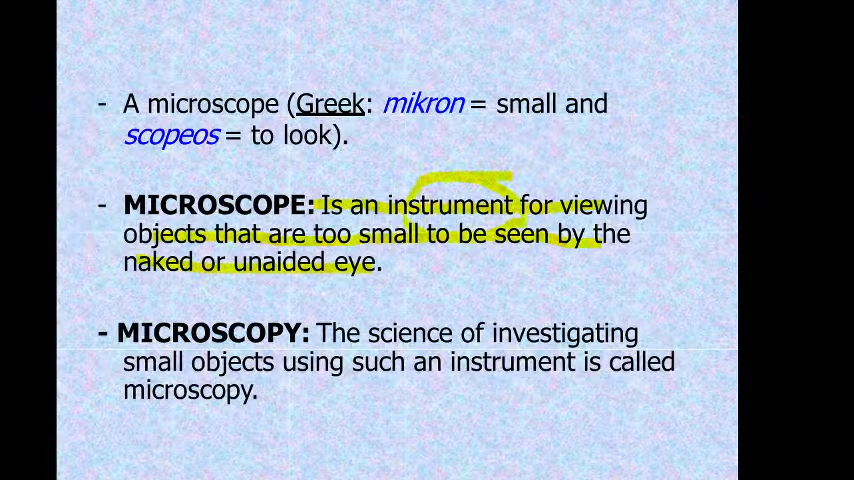 - A microscope (Greek: mikron = small and
scopeos = to look).
- MICROSCOPE: Is an instrument for viewing
objects that are too small to be seen by the
naked or unaided eye.
- MICROSCOPY: The science of investigating
small objects using such an instrument is called
microscopy.